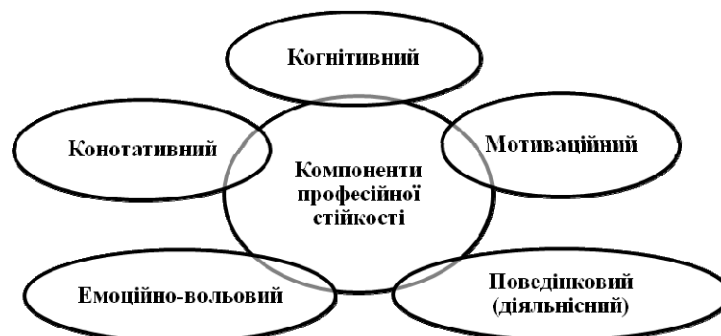 Когнітивний
Конотативний
Мотиваційний
Компоненти
професійної
стійкості
Емоційно-вольовий
Поведінковий
(діяльнісний)